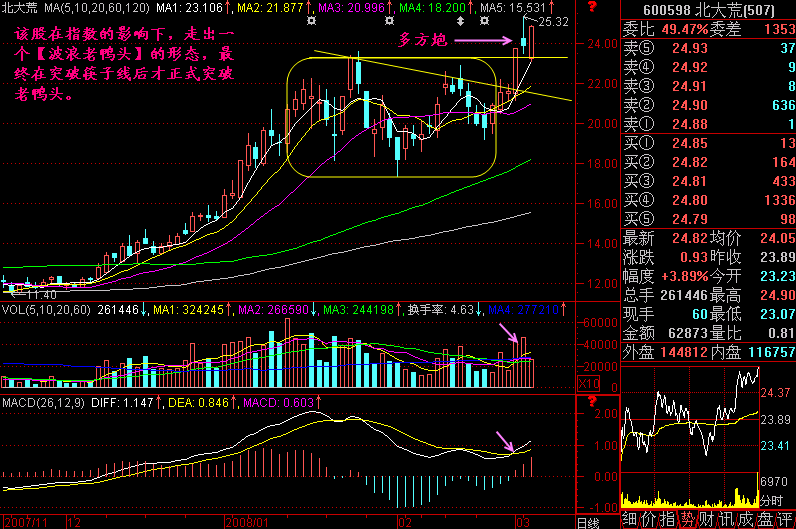 北大荒 MA(5,10,20,60,120) MA1: 23.106↑, MA2: 21.877↑, MA3: 20.996↑, MA4: 18.200↑, MA5: 15.531↑
25.32
该股在指数的影响下，走出一
个【波浪老鸭头】的形态，最
终在突破筷子线后才正式突破
老鸭头。
多方炮
?
24.00
22.00
20.00
18.00
16.00
14.00
12.00
11.40
VOL(5,10,20,60) 261446↓, MA1: 324245↑, MA2: 266590↓, MA3: 244198↑, 换手率: 4.63↓, MA4: 277210↑
60000
40000
20000
X10
0
MACD(26,12,9) DIFF: 1.147↑, DEA: 0.846↑, MACD: 0.603↑
?
2.00
1.00
0.00
-1.00
2007/11 12 2008/01 02 03 日线
600598 北大荒(507)
委比 49.47% 委差 1353
卖⑤ 24.93 37
卖④ 24.92 9
卖③ 24.91 8
卖② 24.90 636
卖① 24.88 1
买① 24.85 13
买② 24.82 164
买③ 24.81 433
买④ 24.80 1336
买⑤ 24.79 98
最新 24.82 均价 24.05
涨跌 0.93 昨收 23.89
幅度 +3.89% 今开 23.23
总手 261446 最高 24.90
现手 60 最低 23.07
金额 62873 量比 0.81
外盘 144812 内盘 116757
24.37
23.89
23.41
6970
分时
细 价 指 势 财 讯 成 盘 评